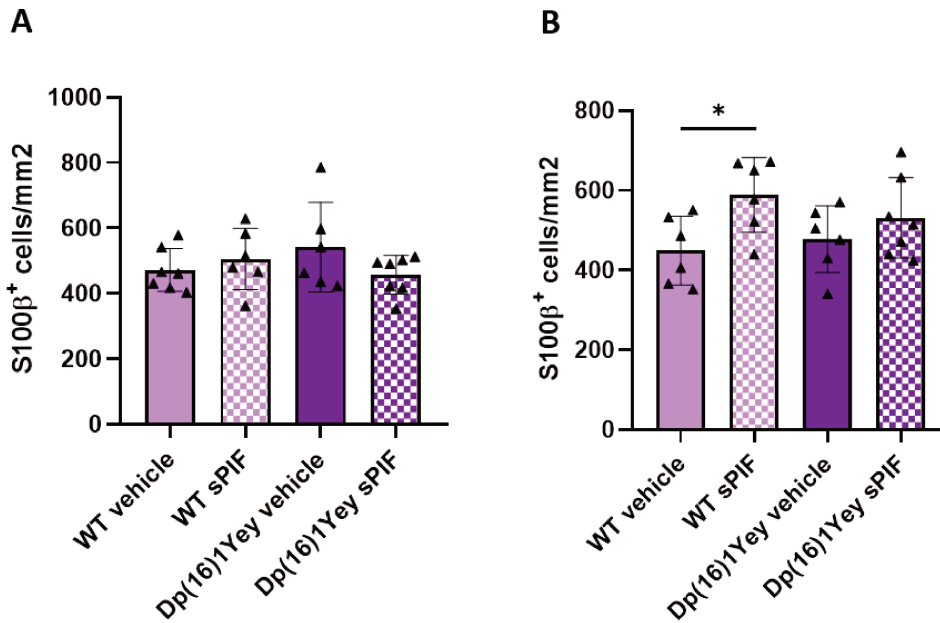 A
B
S100β⁺ cells/mm2
1000
800
600
400
200
0
WT vehicle
WT sPIF
Dp(16)1Yey vehicle
Dp(16)1Yey sPIF
S100β⁺ cells/mm2
800
600
400
200
0
*
WT vehicle
WT sPIF
Dp(16)1Yey vehicle
Dp(16)1Yey sPIF